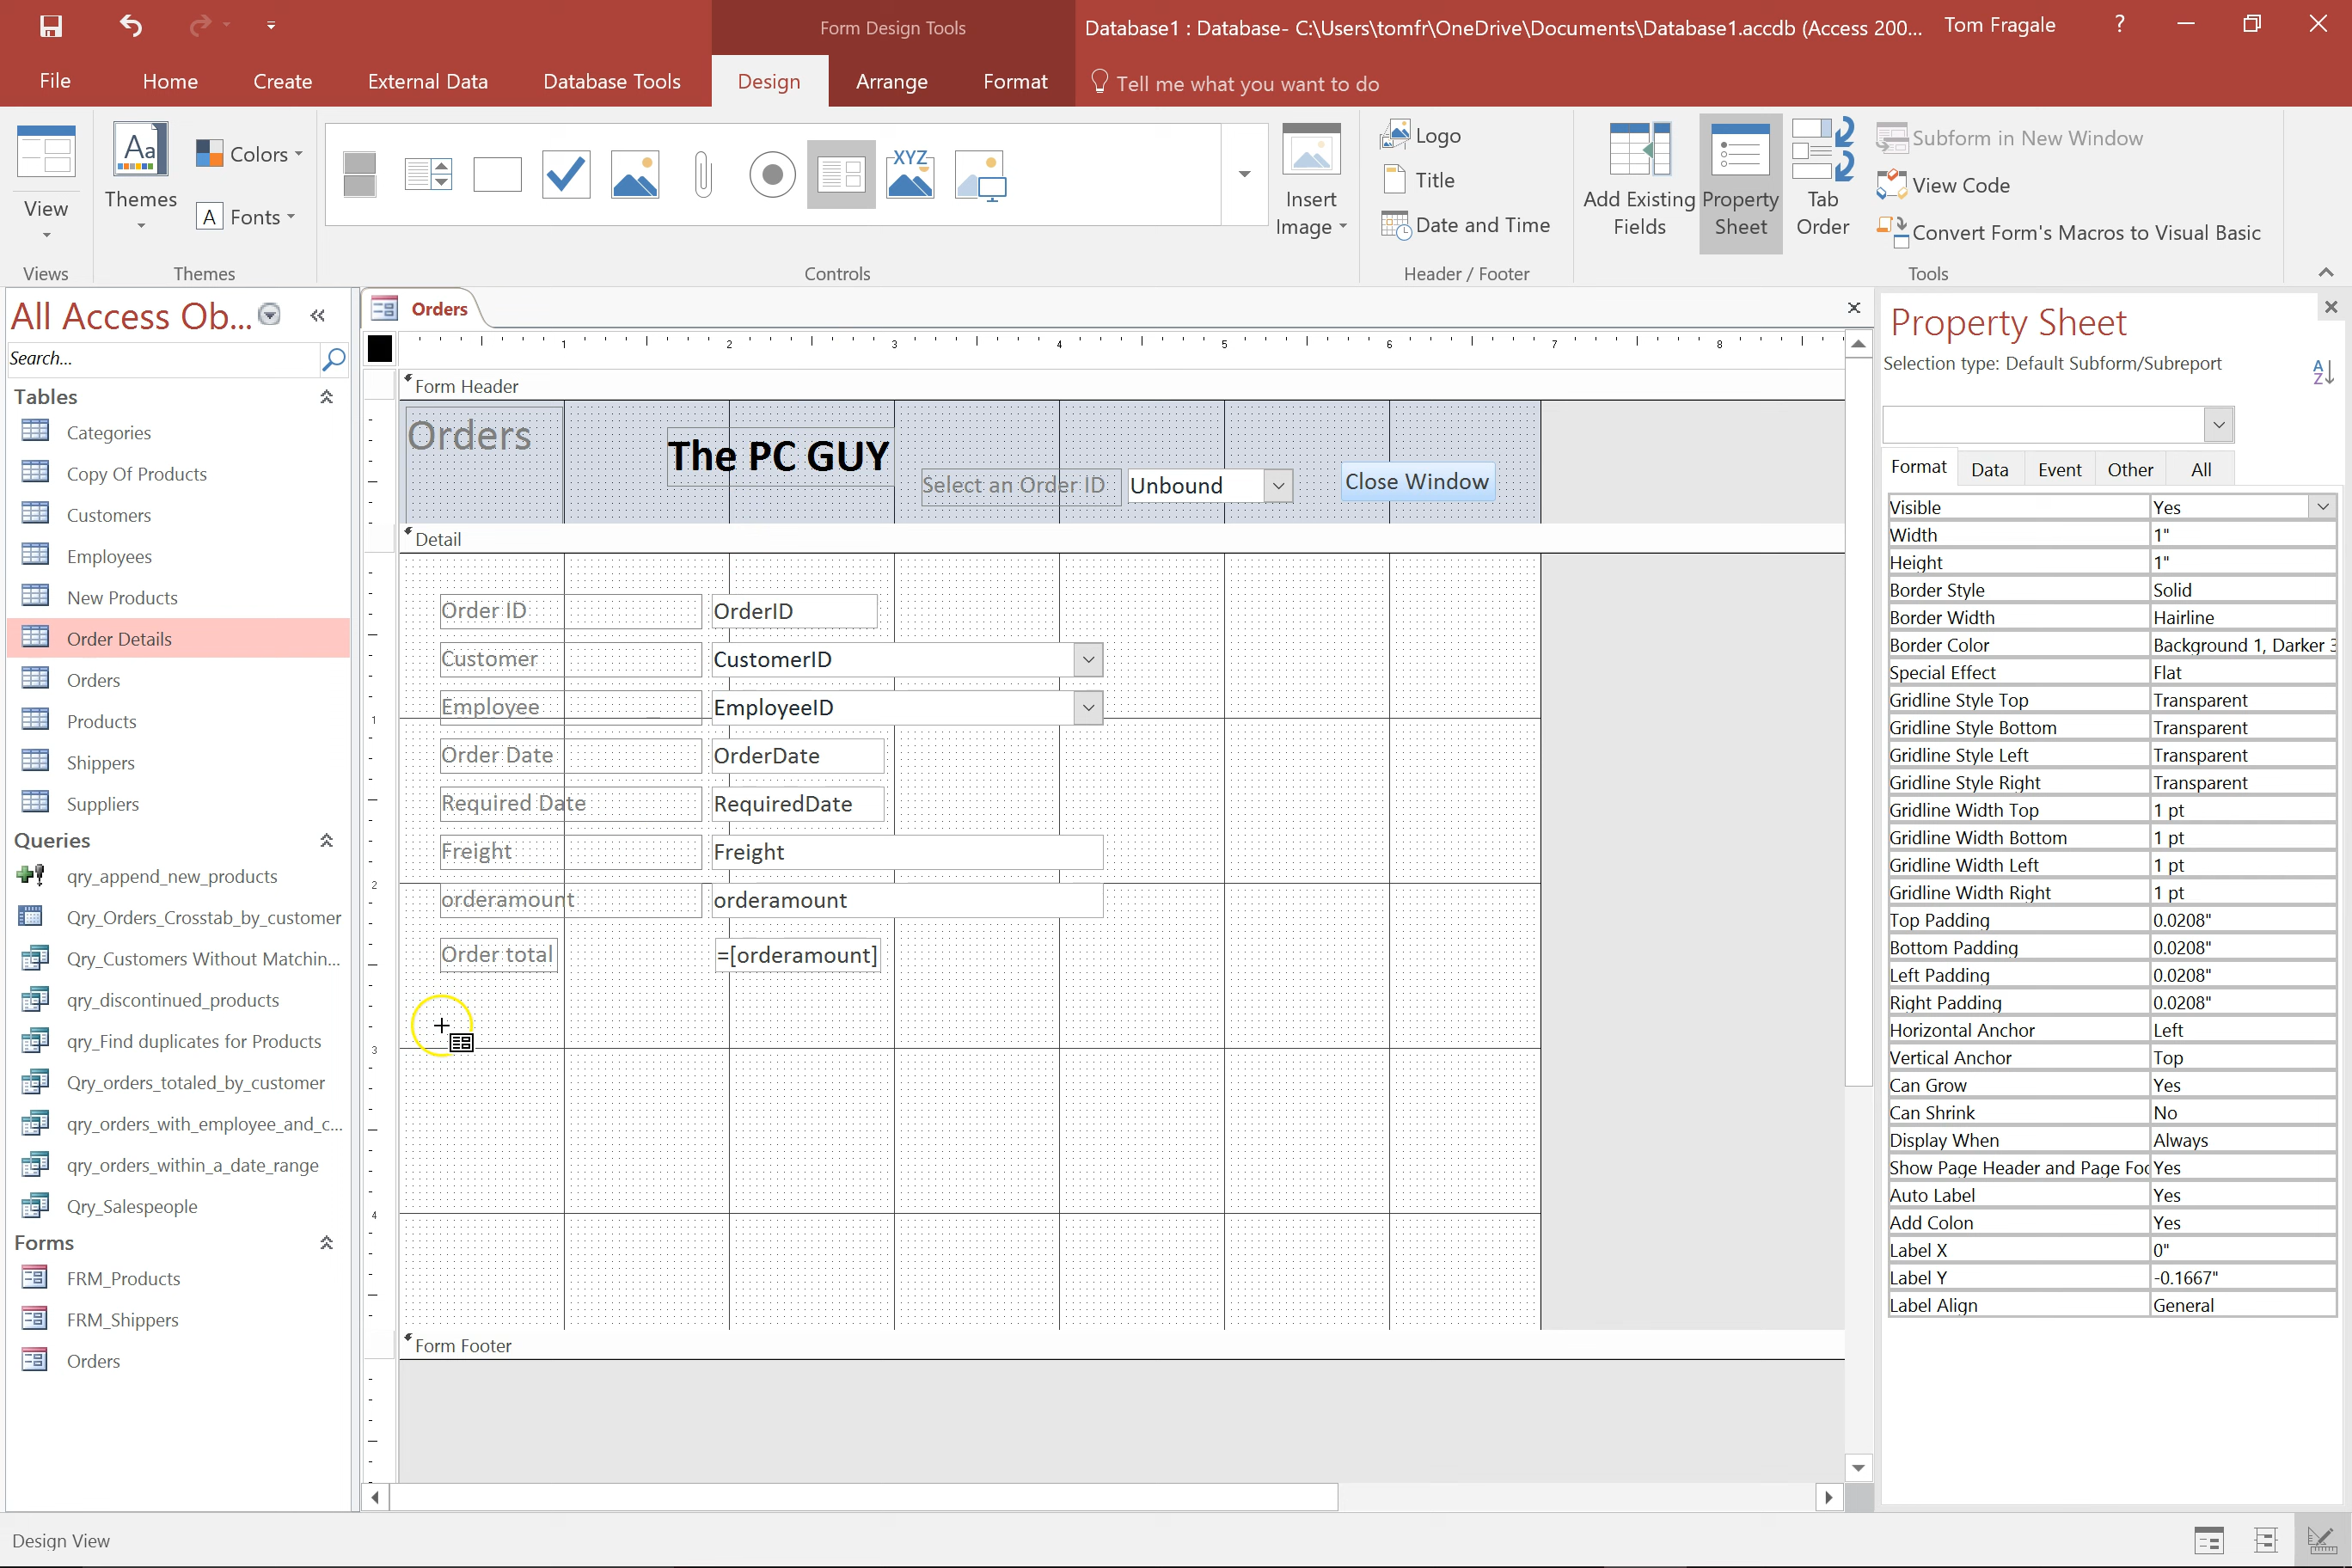 Form Design Tools
Database1 : Database- C:\Users\tomfr\OneDrive\Documents\Database1.accdb (Access 200...
Tom Fragale
?
File
Home
Create
External Data
Database Tools
Design
Arrange
Format
Tell me what you want to do
View
Views
Aa
Themes
Colors
A
Fonts
Themes
XYZ
Controls
Insert
Image
Logo
Title
Date and Time
Header / Footer
Add Existing
Fields
Property
Sheet
Tab
Order
Subform in New Window
View Code
Convert Form's Macros to Visual Basic
Tools
All Access Ob...
Search...
Tables
Categories
Copy Of Products
Customers
Employees
New Products
Order Details
Orders
Products
Shippers
Suppliers
Queries
qry_append_new_products
Qry_Orders_Crosstab_by_customer
Qry_Customers Without Matchin...
qry_discontinued_products
qry_Find duplicates for Products
Qry_orders_totaled_by_customer
qry_orders_with_employee_and_c...
qry_orders_within_a_date_range
Qry_Salespeople
Forms
FRM_Products
FRM_Shippers
Orders
Orders
1 2 3 4 5 6 7 8
Form Header
Orders
The PC GUY
Select an Order ID
Unbound
Close Window
Detail
Order ID
OrderID
Customer
CustomerID
Employee
EmployeeID
1
Order Date
OrderDate
Required Date
RequiredDate
Freight
Freight
2
orderamount
orderamount
Order total
=[orderamount]
3
4
Form Footer
Property Sheet
Selection type: Default Subform/Subreport
A
Z
Format
Data
Event
Other
All
Visible Yes
Width 1"
Height 1"
Border Style Solid
Border Width Hairline
Border Color Background 1, Darker 3
Special Effect Flat
Gridline Style Top Transparent
Gridline Style Bottom Transparent
Gridline Style Left Transparent
Gridline Style Right Transparent
Gridline Width Top 1 pt
Gridline Width Bottom 1 pt
Gridline Width Left 1 pt
Gridline Width Right 1 pt
Top Padding 0.0208"
Bottom Padding 0.0208"
Left Padding 0.0208"
Right Padding 0.0208"
Horizontal Anchor Left
Vertical Anchor Top
Can Grow Yes
Can Shrink No
Display When Always
Show Page Header and Page Foo Yes
Auto Label Yes
Add Colon Yes
Label X 0"
Label Y -0.1667"
Label Align General
Design View